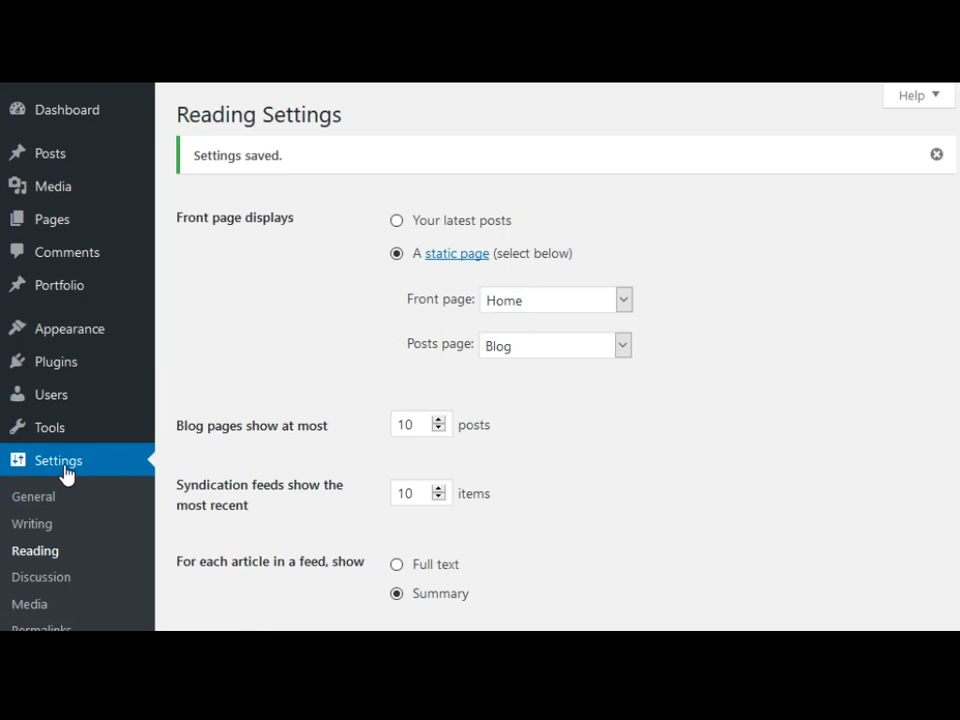 Dashboard
Posts
Media
Pages
Comments
Portfolio
Appearance
Plugins
Users
Tools
Settings
General
Writing
Reading
Discussion
Media
Permalinks
Help
Reading Settings
Settings saved.
Front page displays
Your latest posts
A static page (select below)
Front page: Home
Posts page: Blog
Blog pages show at most 10 posts
Syndication feeds show the
most recent
10 items
For each article in a feed, show
Full text
Summary